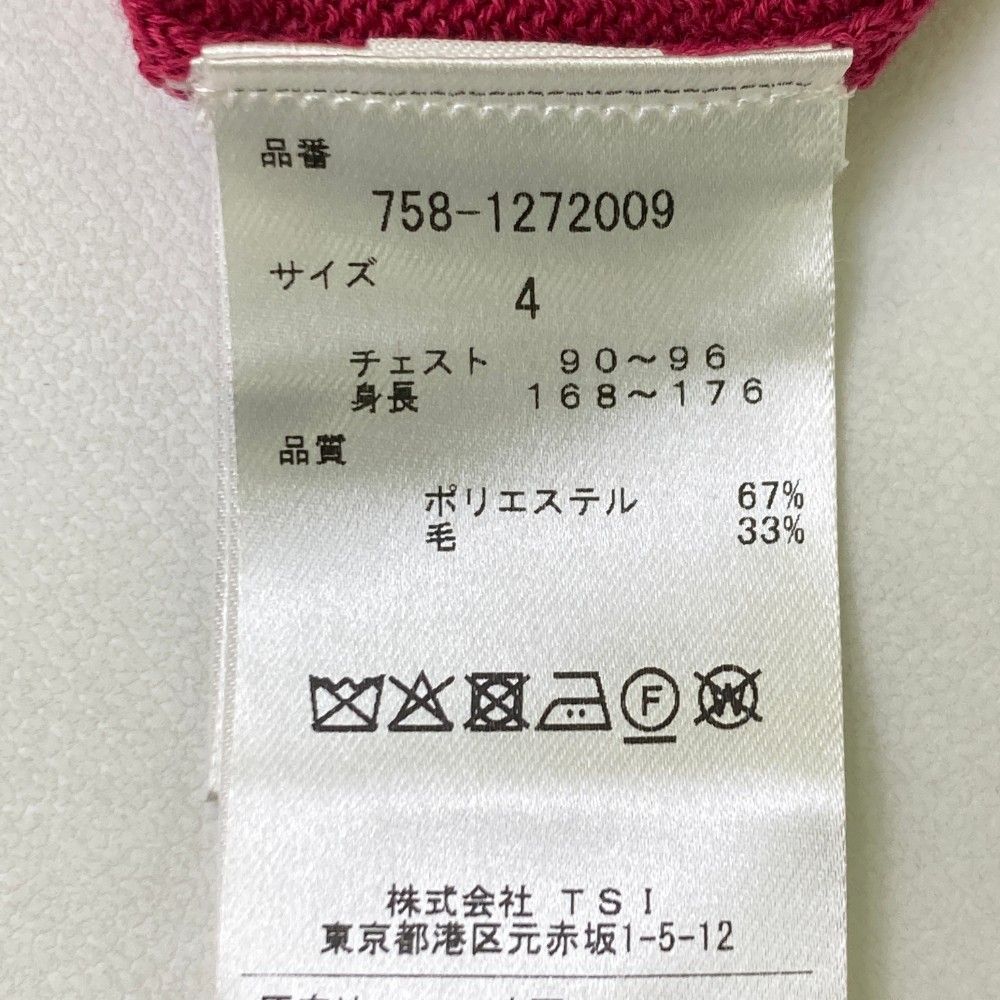 品番
758-1272009
サイズ
4
チェスト 90〜96
身長 168〜176
品質
ポリエステル 67%
毛 33%
F W
株式会社 TSI
東京都港区元赤坂1-5-12